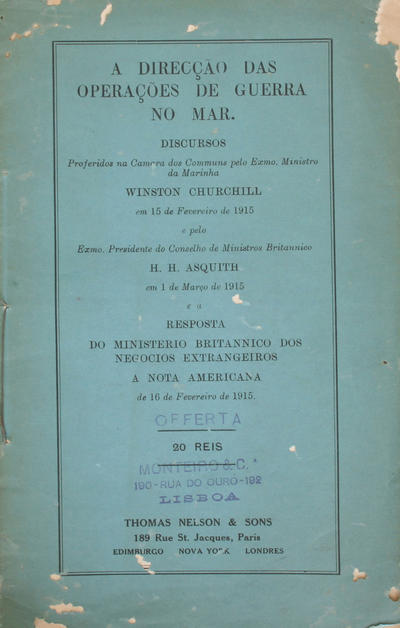 A DIRECÇÃO DAS
OPERAÇÕES DE GUERRA
NO MAR.
DISCURSOS
Proferidos na Camara dos Communs pelo Exmo. Ministro
da Marinha
WINSTON CHURCHILL
em 15 de Fevereiro de 1915
e pelo
Exmo. Presidente do Conselho de Ministros Britannico
H. H. ASQUITH
em 1 de Março de 1915
e a
RESPOSTA
DO MINISTERIO BRITANNICO DOS
NEGOCIOS EXTRANGEIROS
A NOTA AMERICANA
de 16 de Fevereiro de 1915.
OFFERTA
20 REIS
MONTEIRO & C.ª
190-RUA DO OURO-192
LISBOA
THOMAS NELSON & SONS
189 Rue St. Jacques, Paris
EDIMBURGO NOVA YORK LONDRES